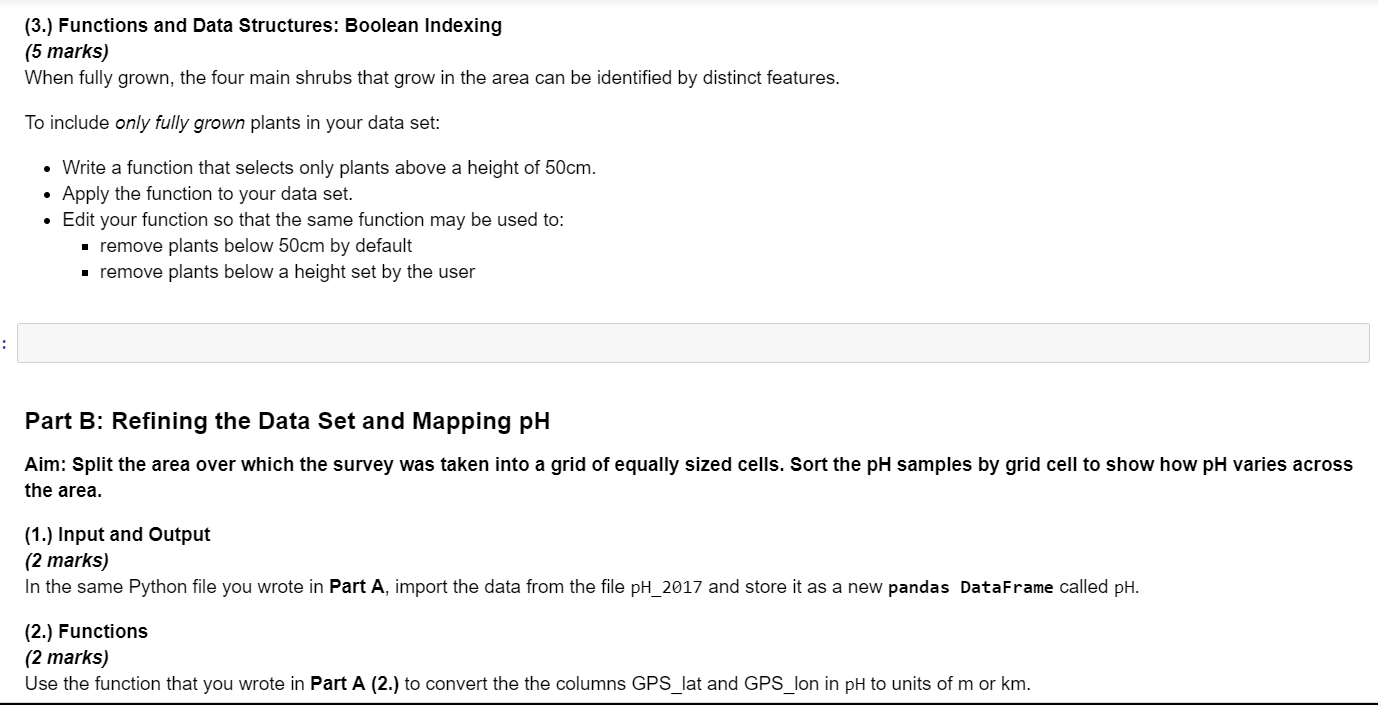 (3.) Functions and Data Structures: Boolean Indexing
(5 marks)
When fully grown, the four main shrubs that grow in the area can be identified by distinct features.
To include only fully grown plants in your data set:
• Write a function that selects only plants above a height of 50cm.
• Apply the function to your data set.
• Edit your function so that the same function may be used to:
▪ remove plants below 50cm by default
▪ remove plants below a height set by the user
:
Part B: Refining the Data Set and Mapping pH
Aim: Split the area over which the survey was taken into a grid of equally sized cells. Sort the pH samples by grid cell to show how pH varies across
the area.
(1.) Input and Output
(2 marks)
In the same Python file you wrote in Part A, import the data from the file pH_2017 and store it as a new pandas DataFrame called pH.
(2.) Functions
(2 marks)
Use the function that you wrote in Part A (2.) to convert the the columns GPS_lat and GPS_lon in pH to units of m or km.